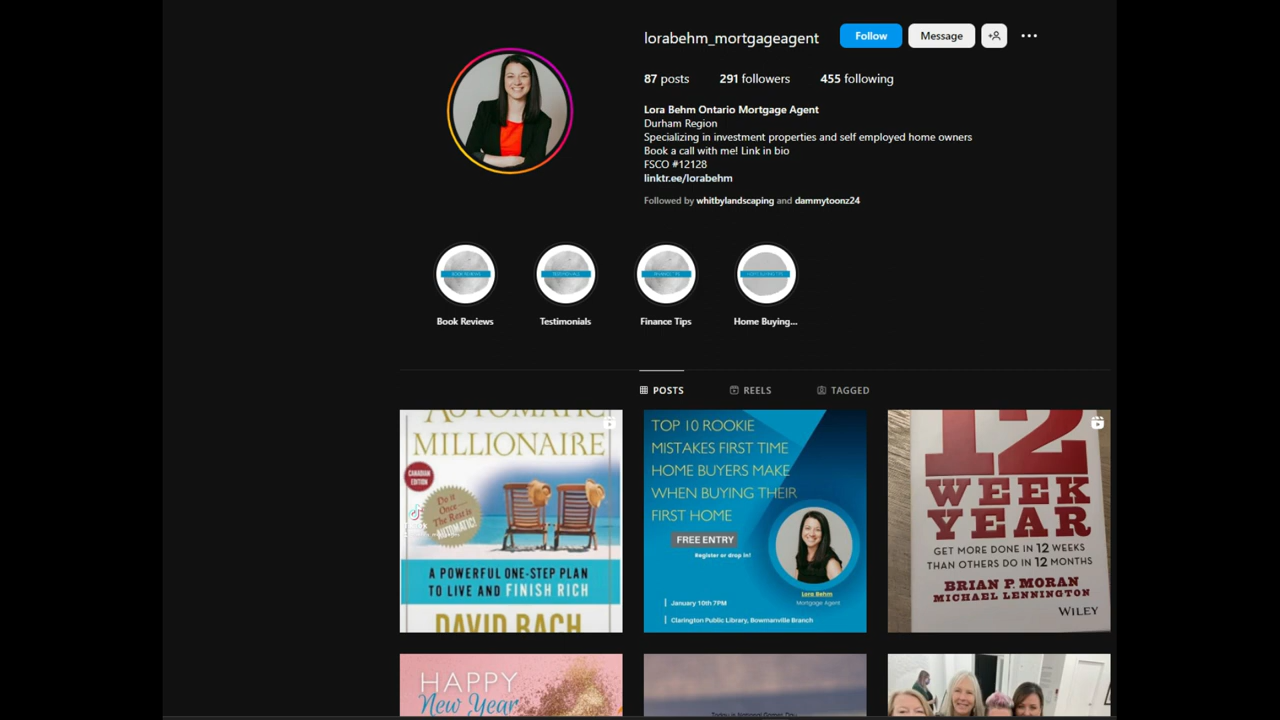 lorabehm_mortgageagent
Follow
Message
87 posts
291 followers
455 following
Lora Behm Ontario Mortgage Agent
Durham Region
Specializing in investment properties and self employed home owners
Book a call with me! Link in bio
FSCO #12128
linktr.ee/lorabehm
Followed by whitbylandscaping and dammytoonz24
Book Reviews
Testimonials
Finance Tips
Home Buying...
POSTS
REELS
TAGGED
AUTOMATIC
MILLIONAIRE
CANADIAN
EDITION
Do it
Once—
The Rest is
AUTOMATIC!
A POWERFUL ONE-STEP PLAN
TO LIVE AND FINISH RICH
DAVID BACH
TOP 10 ROOKIE
MISTAKES FIRST TIME
HOME BUYERS MAKE
WHEN BUYING THEIR
FIRST HOME
FREE ENTRY
Register or drop in!
Lora Behm
Mortgage Agent
January 10th 7PM
Clarington Public Library, Bowmanville Branch
12
WEEK
YEAR
GET MORE DONE IN 12 WEEKS
THAN OTHERS DO IN 12 MONTHS
BRIAN P. MORAN
MICHAEL LENNINGTON
WILEY
HAPPY
New Year
Today is National Games Day